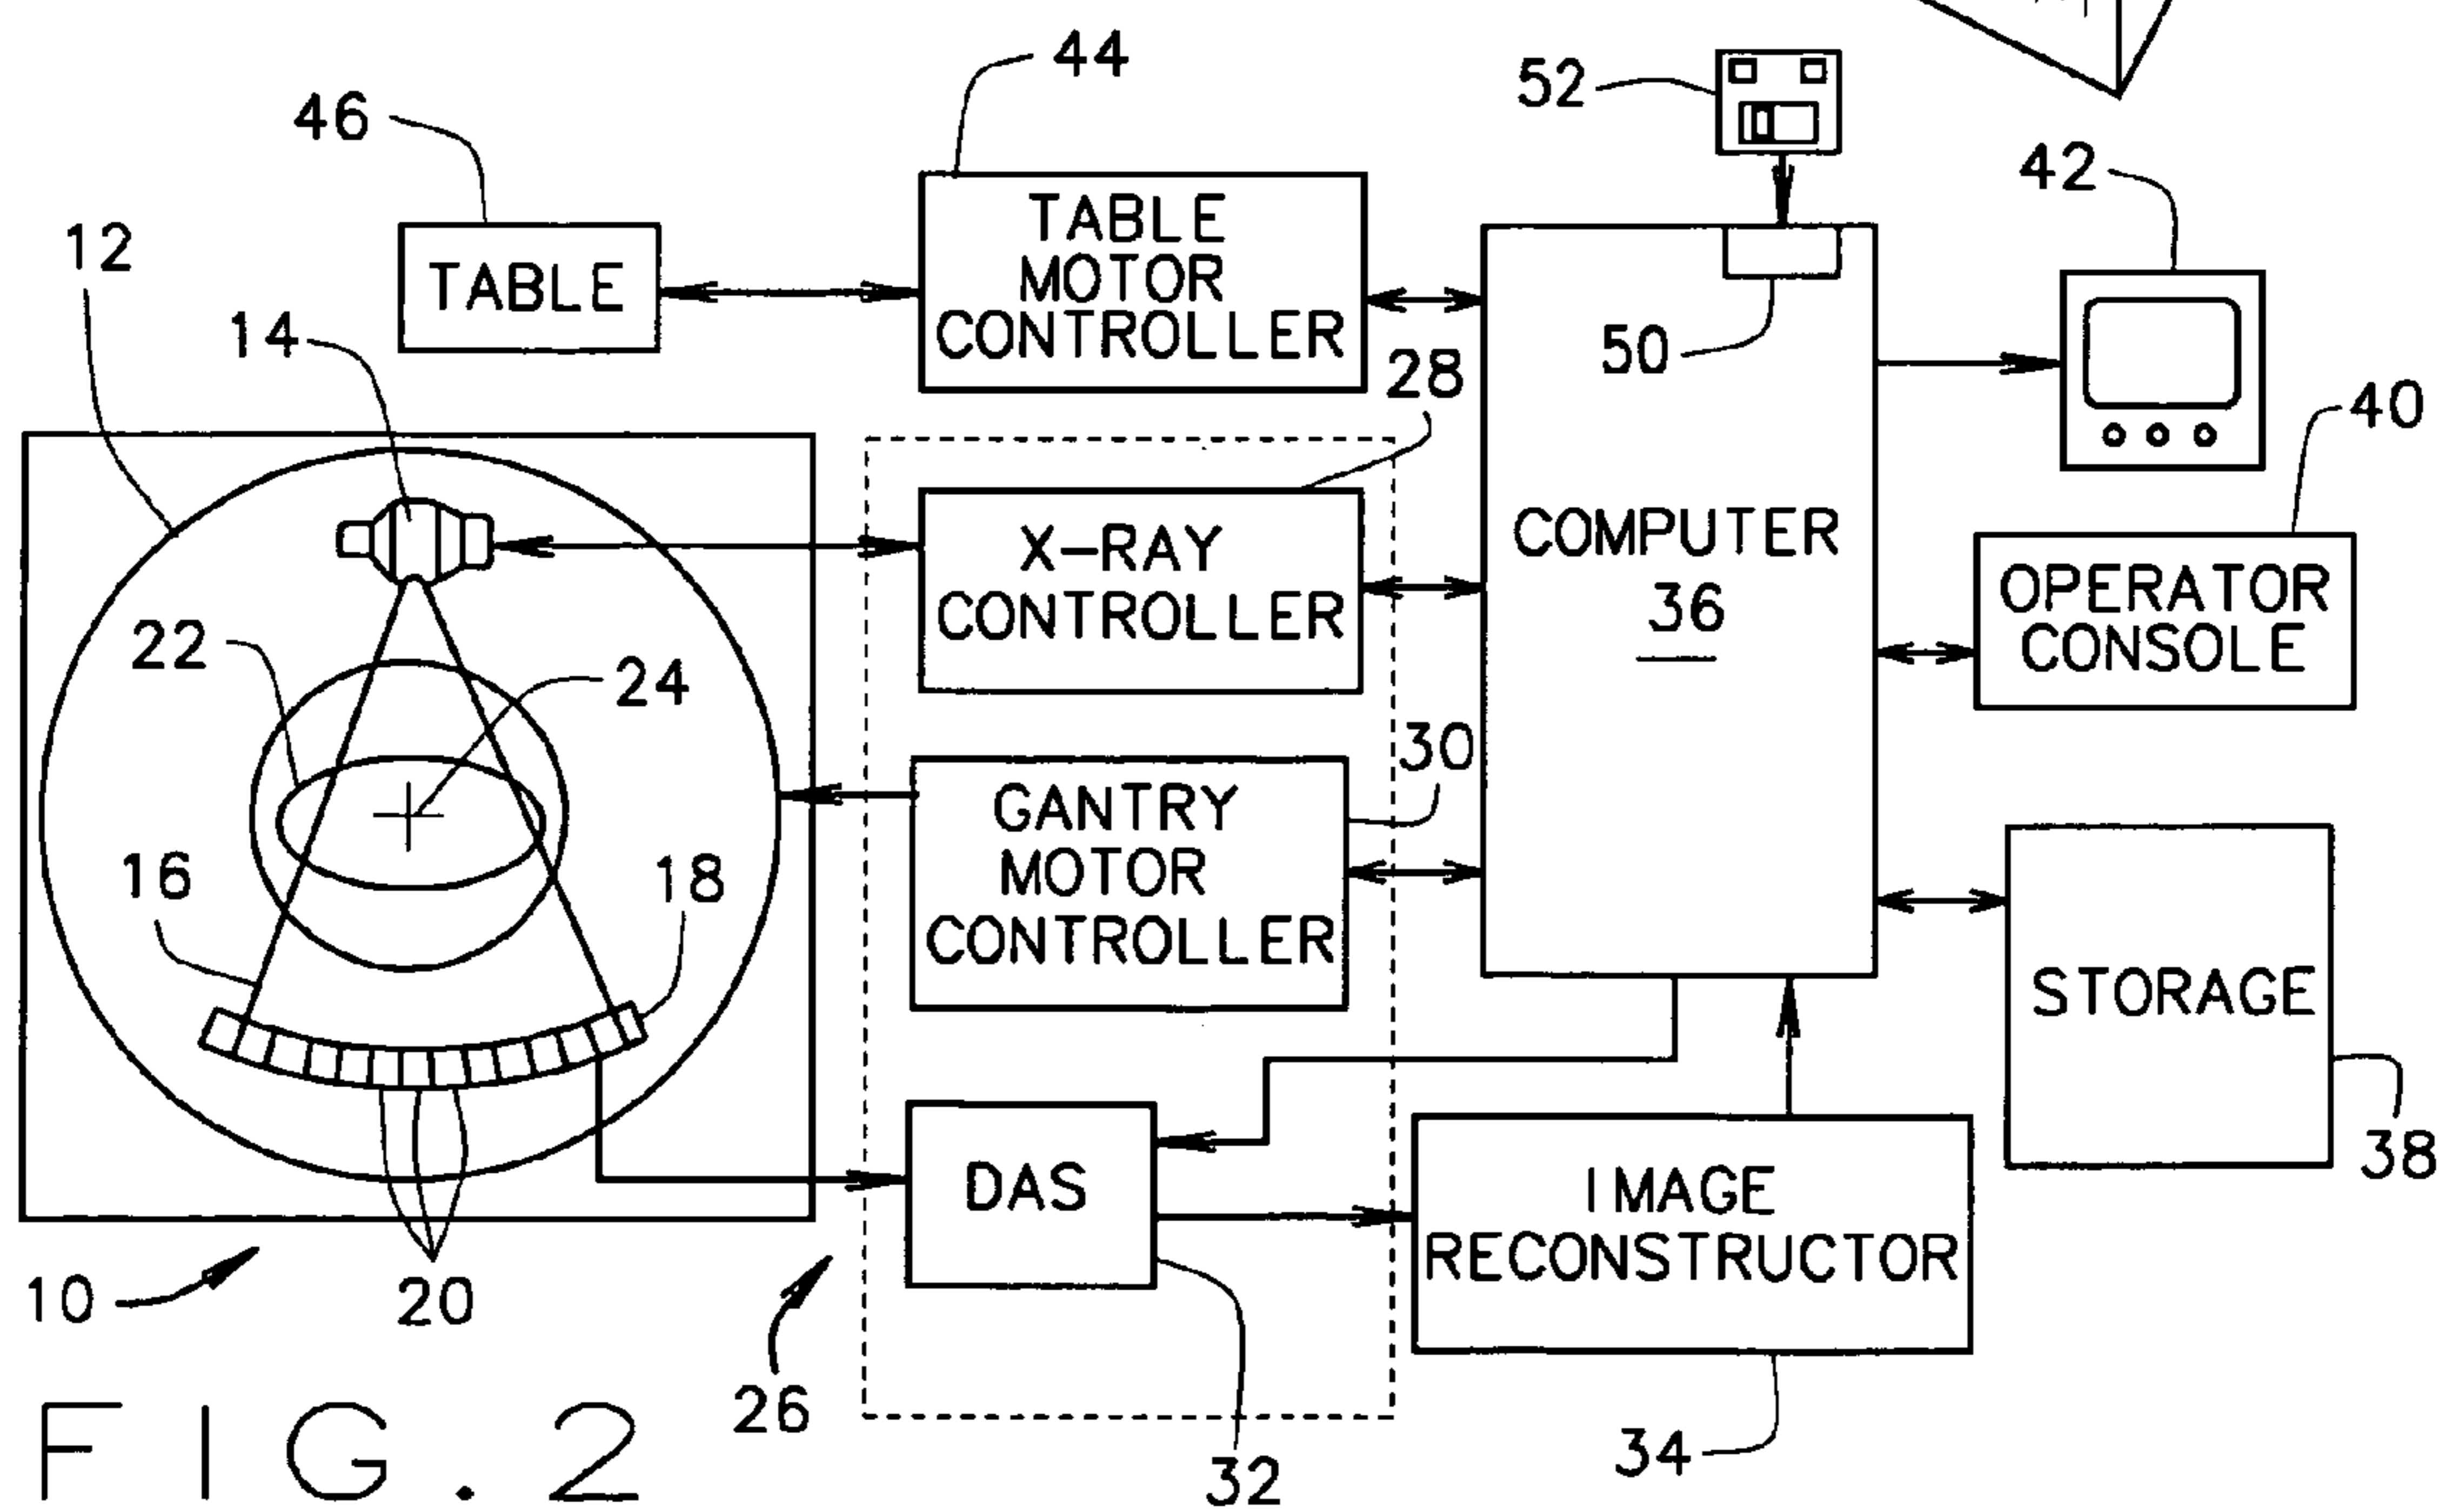 44
52
46
42
12
TABLE
MOTOR
CONTROLLER
TABLE
14
50
28
40
COMPUTER
36
X-RAY
CONTROLLER
OPERATOR
CONSOLE
22
24
30
GANTRY
MOTOR
CONTROLLER
16
18
STORAGE
38
DAS
IMAGE
RECONSTRUCTOR
10
20
26
34
32
FIG.2